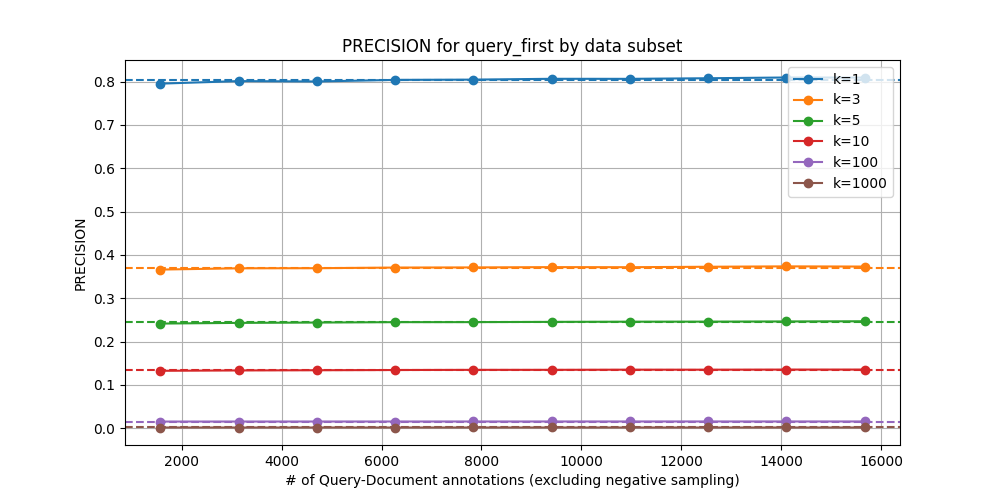 PRECISION for query_first by data subset
PRECISION
0.8
0.7
0.6
0.5
0.4
0.3
0.2
0.1
0.0
k=1
k=3
k=5
k=10
k=100
k=1000
2000 4000 6000 8000 10000 12000 14000 16000
# of Query-Document annotations (excluding negative sampling)